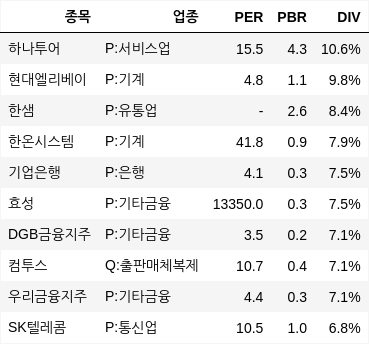 종목 업종 PER PBR DIV
하나투어 P:서비스업 15.5 4.3 10.6%
현대엘리베이 P:기계 4.8 1.1 9.8%
한샘 P:유통업 - 2.6 8.4%
한온시스템 P:기계 41.8 0.9 7.9%
기업은행 P:은행 4.1 0.3 7.5%
효성 P:기타금융 13350.0 0.3 7.5%
DGB금융지주 P:기타금융 3.5 0.2 7.1%
컴투스 Q:출판매체복제 10.7 0.4 7.1%
우리금융지주 P:기타금융 4.4 0.3 7.1%
SK텔레콤 P:통신업 10.5 1.0 6.8%